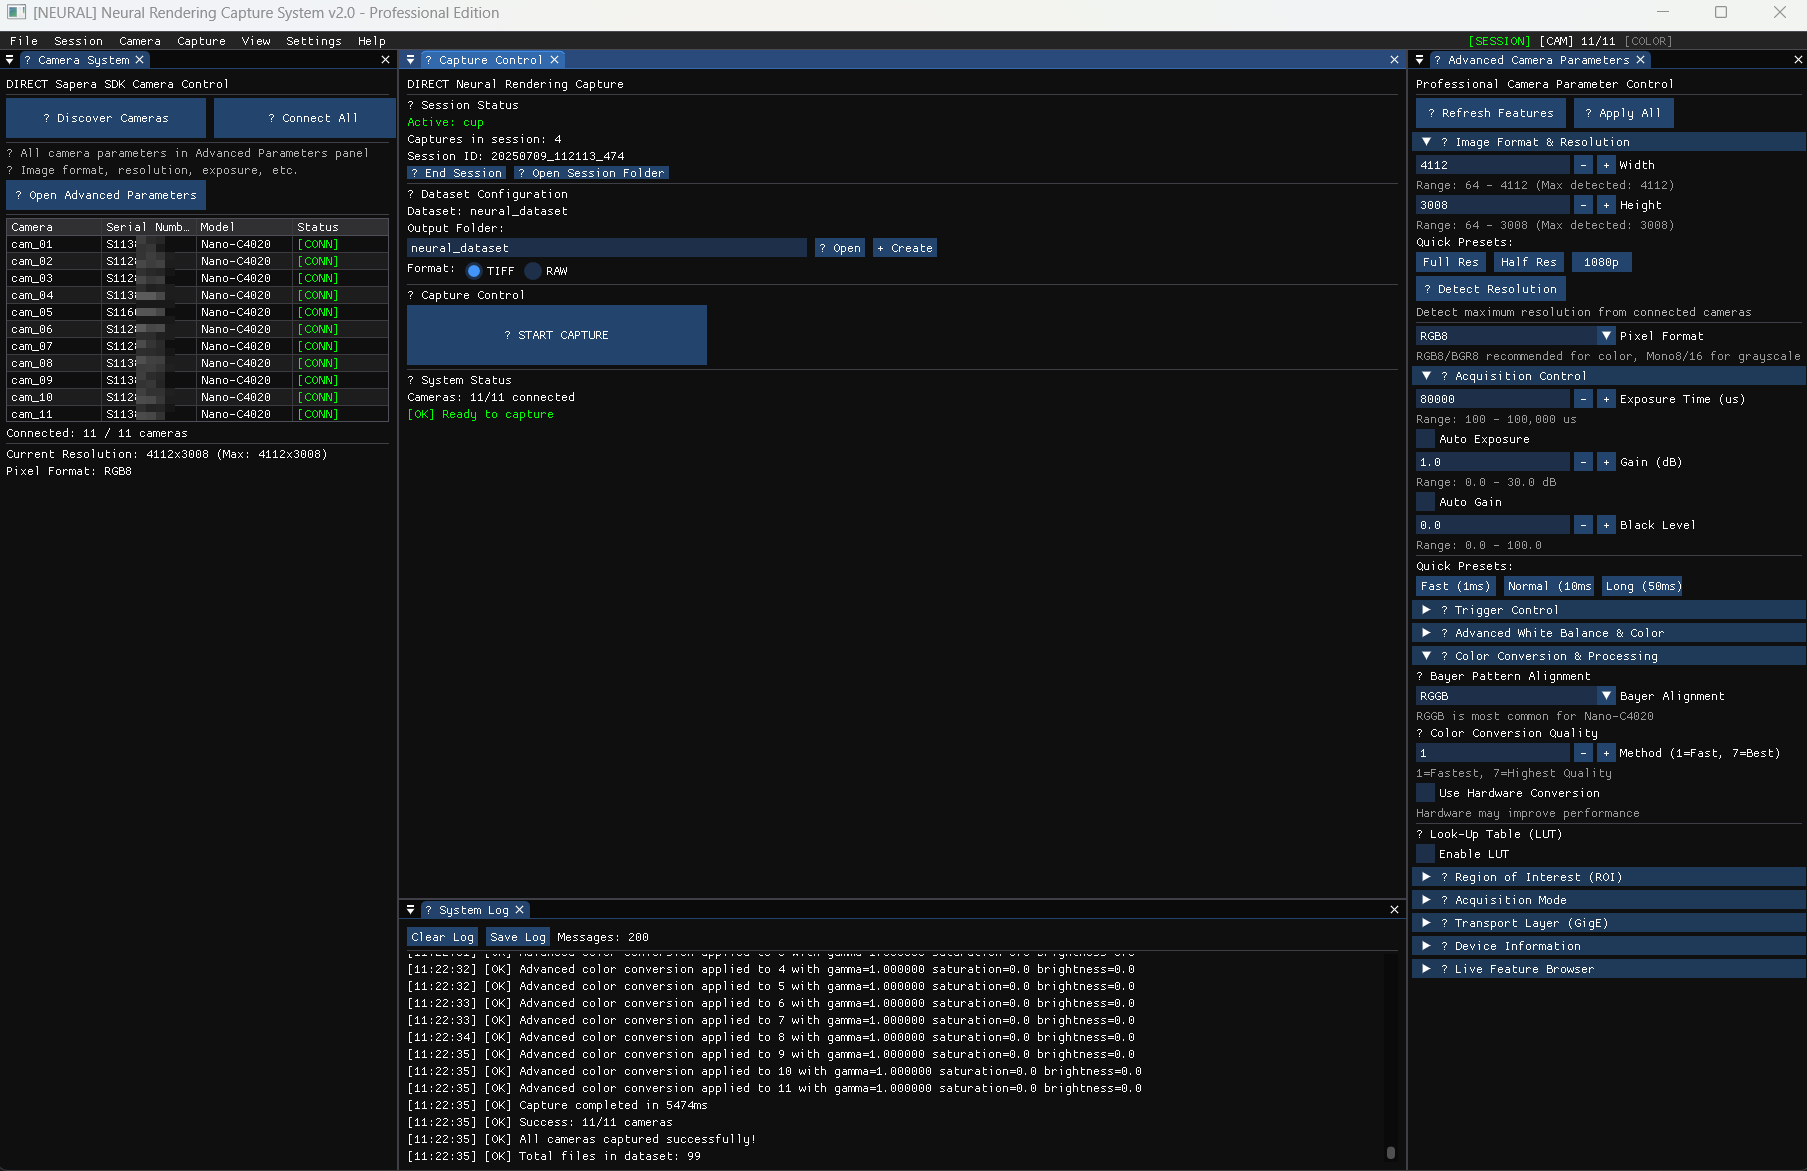 [NEURAL] Neural Rendering Capture System v2.0 - Professional Edition
File Session Camera Capture View Settings Help
[SESSION] [CAM] 11/11 [COLOR]
? Camera System
DIRECT Sapera SDK Camera Control
? Discover Cameras ? Connect All
? All camera parameters in Advanced Parameters panel
? Image format, resolution, exposure, etc.
? Open Advanced Parameters
Camera Serial Numb… Model Status
cam_01 S113 Nano-C4020 [CONN]
cam_02 S112 Nano-C4020 [CONN]
cam_03 S112 Nano-C4020 [CONN]
cam_04 S113 Nano-C4020 [CONN]
cam_05 S116 Nano-C4020 [CONN]
cam_06 S112 Nano-C4020 [CONN]
cam_07 S112 Nano-C4020 [CONN]
cam_08 S113 Nano-C4020 [CONN]
cam_09 S113 Nano-C4020 [CONN]
cam_10 S112 Nano-C4020 [CONN]
cam_11 S113 Nano-C4020 [CONN]
Connected: 11 / 11 cameras
Current Resolution: 4112x3008 (Max: 4112x3008)
Pixel Format: RGB8
? Capture Control
DIRECT Neural Rendering Capture
? Session Status
Active: cup
Captures in session: 4
Session ID: 20250709_112113_474
? End Session ? Open Session Folder
? Dataset Configuration
Dataset: neural_dataset
Output Folder:
neural_dataset ? Open + Create
Format: TIFF RAW
? Capture Control
? START CAPTURE
? System Status
Cameras: 11/11 connected
[OK] Ready to capture
? System Log
Clear Log Save Log Messages: 200
[11:22:32] [OK] Advanced color conversion applied to 4 with gamma=1.000000 saturation=0.0 brightness=0.0
[11:22:32] [OK] Advanced color conversion applied to 5 with gamma=1.000000 saturation=0.0 brightness=0.0
[11:22:33] [OK] Advanced color conversion applied to 6 with gamma=1.000000 saturation=0.0 brightness=0.0
[11:22:33] [OK] Advanced color conversion applied to 7 with gamma=1.000000 saturation=0.0 brightness=0.0
[11:22:34] [OK] Advanced color conversion applied to 8 with gamma=1.000000 saturation=0.0 brightness=0.0
[11:22:35] [OK] Advanced color conversion applied to 9 with gamma=1.000000 saturation=0.0 brightness=0.0
[11:22:35] [OK] Advanced color conversion applied to 10 with gamma=1.000000 saturation=0.0 brightness=0.0
[11:22:35] [OK] Advanced color conversion applied to 11 with gamma=1.000000 saturation=0.0 brightness=0.0
[11:22:35] [OK] Capture completed in 5474ms
[11:22:35] [OK] Success: 11/11 cameras
[11:22:35] [OK] All cameras captured successfully!
[11:22:35] [OK] Total files in dataset: 99
? Advanced Camera Parameters
Professional Camera Parameter Control
? Refresh Features ? Apply All
? Image Format & Resolution
4112 - + Width
Range: 64 - 4112 (Max detected: 4112)
3008 - + Height
Range: 64 - 3008 (Max detected: 3008)
Quick Presets:
Full Res Half Res 1080p
? Detect Resolution
Detect maximum resolution from connected cameras
RGB8 Pixel Format
RGB8/BGR8 recommended for color, Mono8/16 for grayscale
? Acquisition Control
80000 - + Exposure Time (us)
Range: 100 - 100,000 us
Auto Exposure
1.0 - + Gain (dB)
Range: 0.0 - 30.0 dB
Auto Gain
0.0 - + Black Level
Range: 0.0 - 100.0
Quick Presets:
Fast (1ms) Normal (10ms Long (50ms)
? Trigger Control
? Advanced White Balance & Color
? Color Conversion & Processing
? Bayer Pattern Alignment
RGGB Bayer Alignment
RGGB is most common for Nano-C4020
? Color Conversion Quality
1 - + Method (1=Fast, 7=Best)
1=Fastest, 7=Highest Quality
Use Hardware Conversion
Hardware may improve performance
? Look-Up Table (LUT)
Enable LUT
? Region of Interest (ROI)
? Acquisition Mode
? Transport Layer (GigE)
? Device Information
? Live Feature Browser